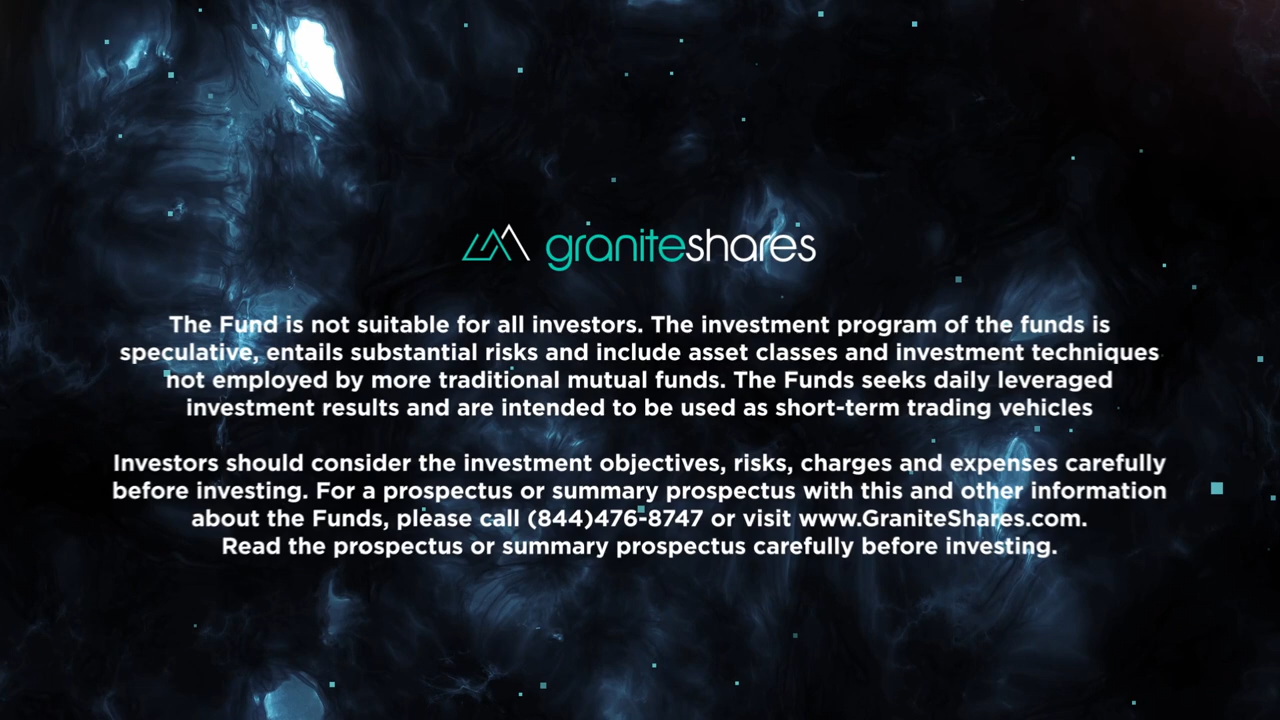 graniteshares
The Fund is not suitable for all investors. The investment program of the funds is
speculative, entails substantial risks and include asset classes and investment techniques
not employed by more traditional mutual funds. The Funds seeks daily leveraged
investment results and are intended to be used as short-term trading vehicles
Investors should consider the investment objectives, risks, charges and expenses carefully
before investing. For a prospectus or summary prospectus with this and other information
about the Funds, please call (844)476-8747 or visit www.GraniteShares.com.
Read the prospectus or summary prospectus carefully before investing.